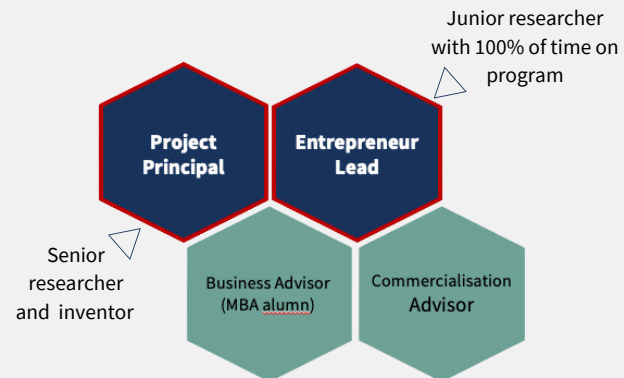 Junior researcher
with 100% of time on
program
Project
Principal
Entrepreneur
Lead
Senior
researcher
and inventor
Business Advisor
(MBA alumn)
Commercialisation
Advisor